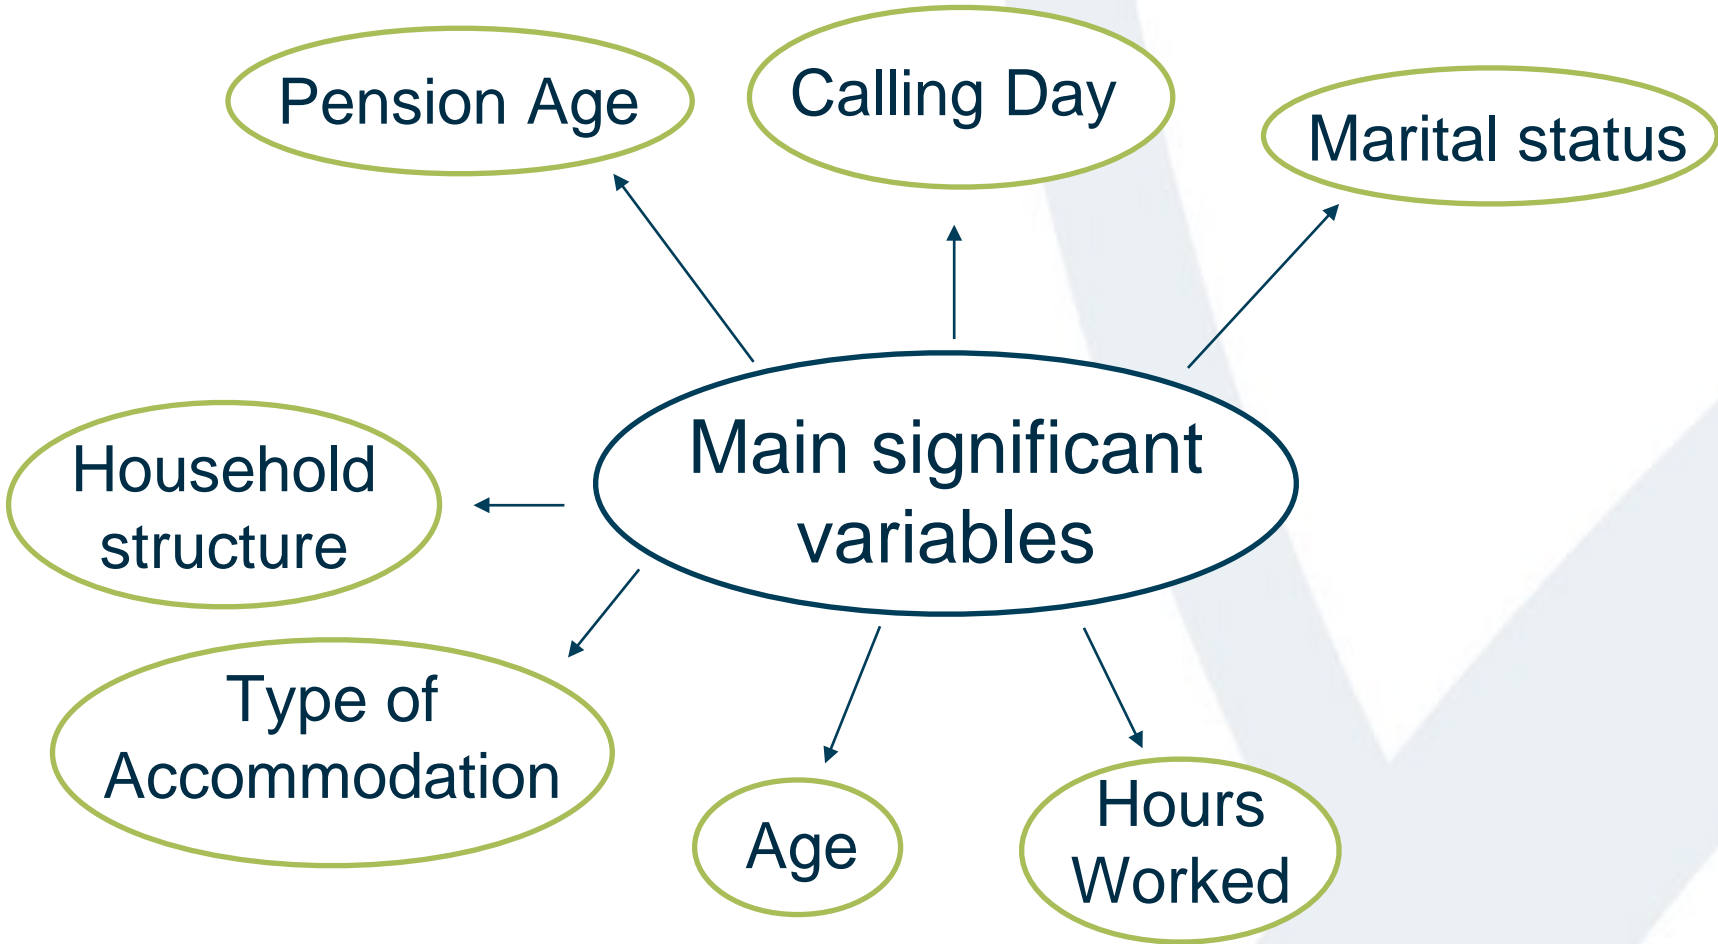 Pension Age
Calling Day
Marital status
Main significant
variables
Household
structure
Type of
Accommodation
Age
Hours
Worked